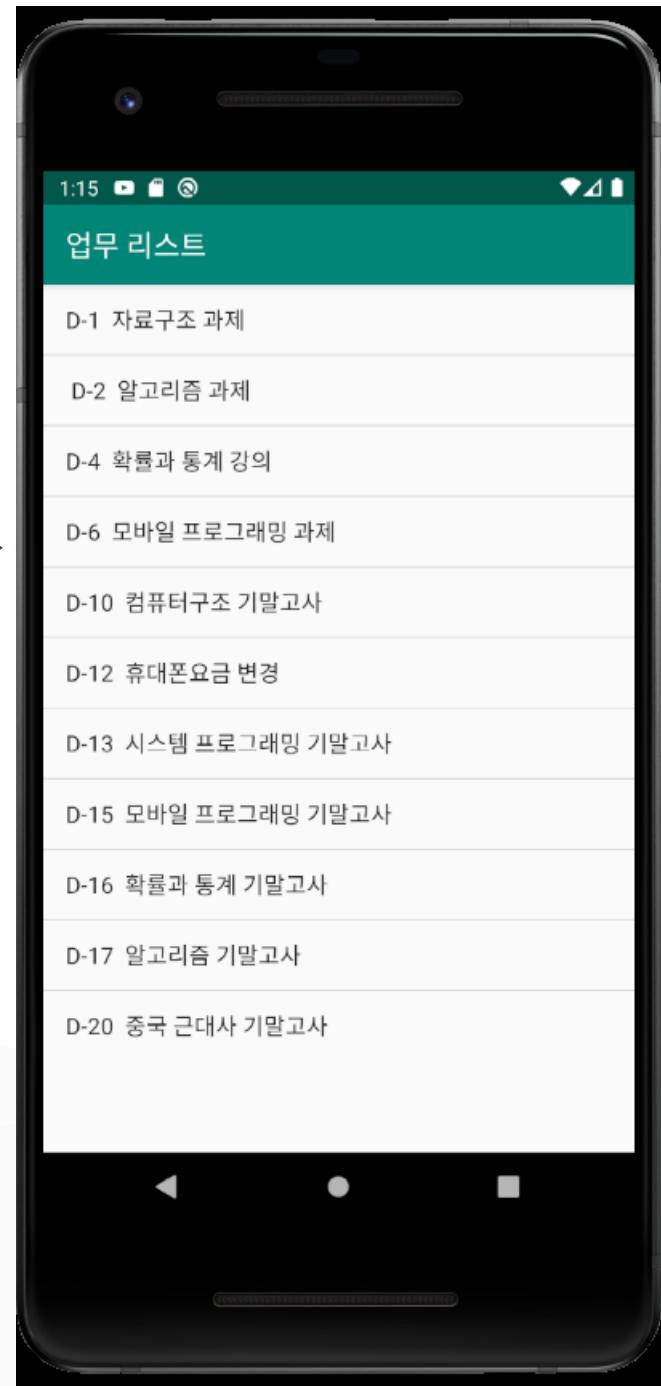 1:15
업무 리스트
D-1 자료구조 과제
D-2 알고리즘 과제
D-4 확률과 통계 강의
D-6 모바일 프로그래밍 과제
D-10 컴퓨터구조 기말고사
D-12 휴대폰요금 변경
D-13 시스템 프로그래밍 기말고사
D-15 모바일 프로그래밍 기말고사
D-16 확률과 통계 기말고사
D-17 알고리즘 기말고사
D-20 중국 근대사 기말고사